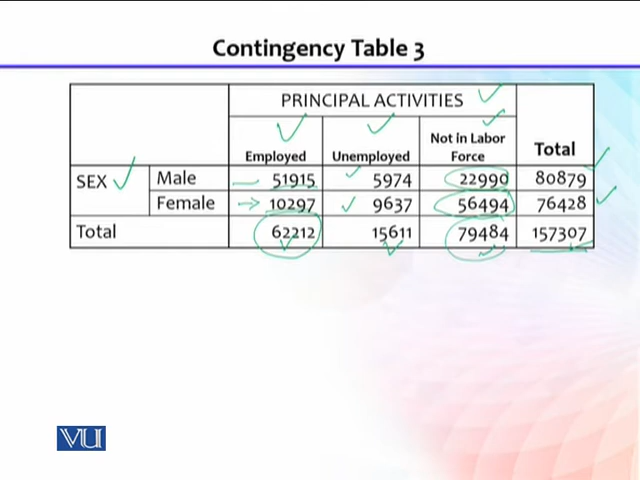 Contingency Table 3
PRINCIPAL ACTIVITIES
Employed Unemployed Not in Labor Force Total
SEX Male 51915 5974 22990 80879
Female 10297 9637 56494 76428
Total 62212 15611 79484 157307
VU